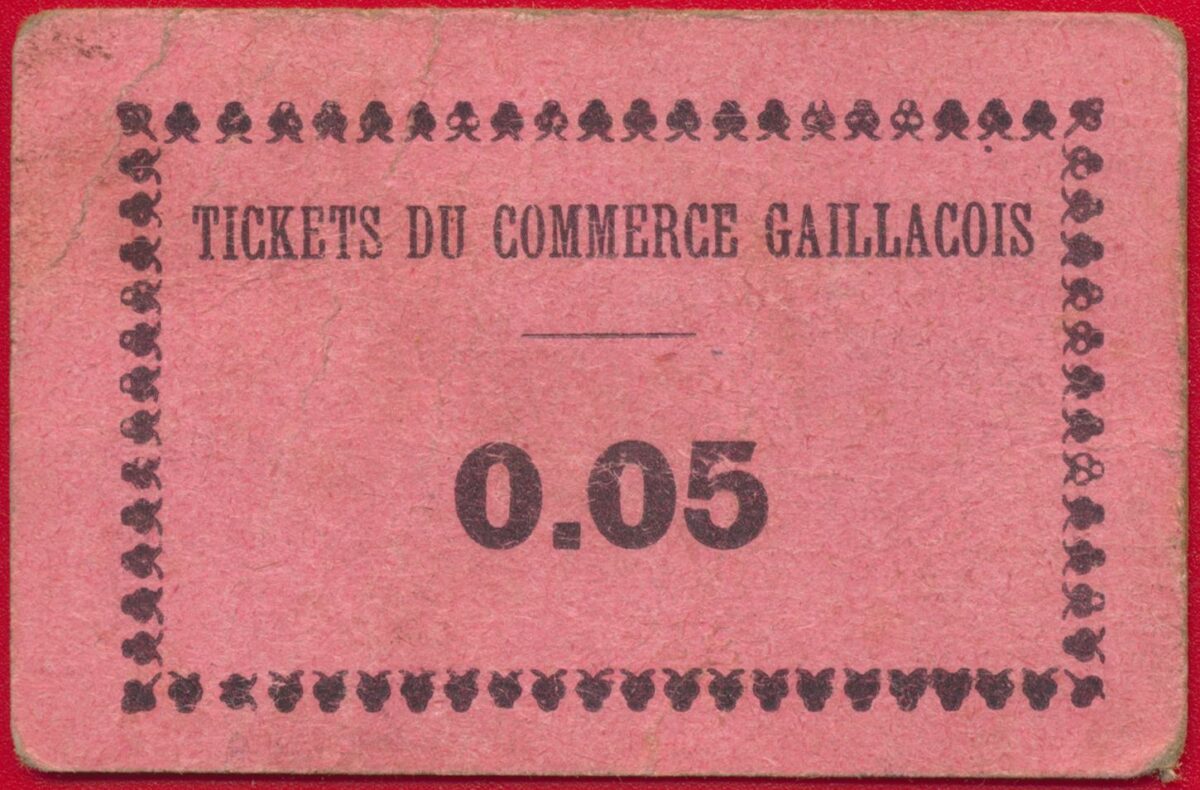 TICKETS DU COMMERCE GAILLACOIS
0.05